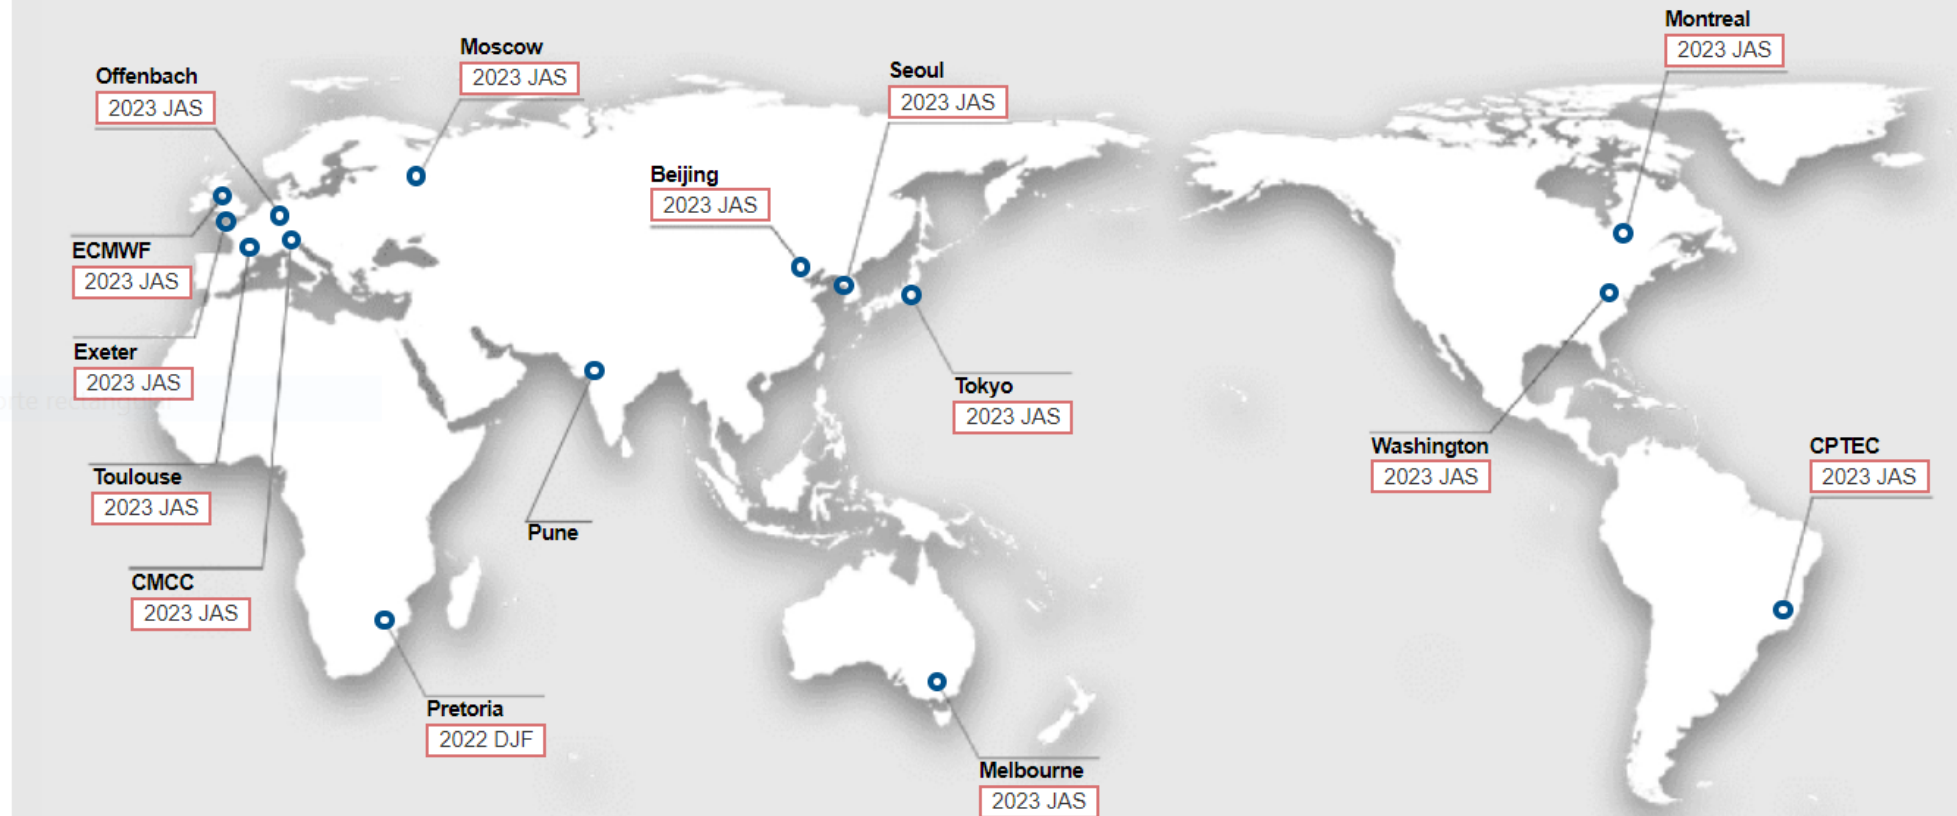 Montreal
2023 JAS
Moscow
2023 JAS
Offenbach
2023 JAS
Seoul
2023 JAS
Beijing
2023 JAS
ECMWF
2023 JAS
Exeter
2023 JAS
Tokyo
2023 JAS
Washington
2023 JAS
CPTEC
2023 JAS
Toulouse
2023 JAS
Pune
CMCC
2023 JAS
Pretoria
2022 DJF
Melbourne
2023 JAS